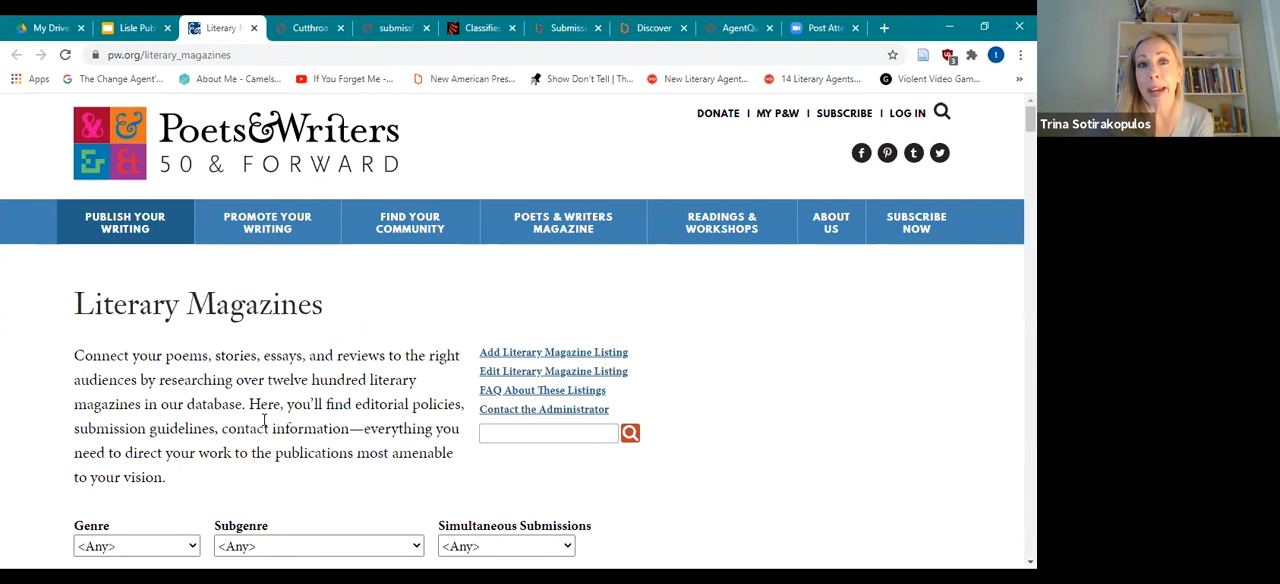 My Drive
Lisle Pub
Literary
Cutthroa
submissi
Classified
Submiss
Discover
AgentQu
Post Atte
pw.org/literary_magazines
Apps
The Change Agent'...
About Me - Camels...
If You Forget Me -...
New American Pres...
Show Don't Tell | Th...
New Literary Agent...
14 Literary Agents...
Violent Video Gam...
Poets&Writers
50 & FORWARD
DONATE | MY P&W | SUBSCRIBE | LOG IN
PUBLISH YOUR WRITING
PROMOTE YOUR WRITING
FIND YOUR COMMUNITY
POETS & WRITERS MAGAZINE
READINGS & WORKSHOPS
ABOUT US
SUBSCRIBE NOW
Literary Magazines
Connect your poems, stories, essays, and reviews to the right
audiences by researching over twelve hundred literary
magazines in our database. Here, you'll find editorial policies,
submission guidelines, contact information—everything you
need to direct your work to the publications most amenable
to your vision.
Add Literary Magazine Listing
Edit Literary Magazine Listing
FAQ About These Listings
Contact the Administrator
Genre
Subgenre
Simultaneous Submissions
<Any>
<Any>
<Any>
Trina Sotirakopulos